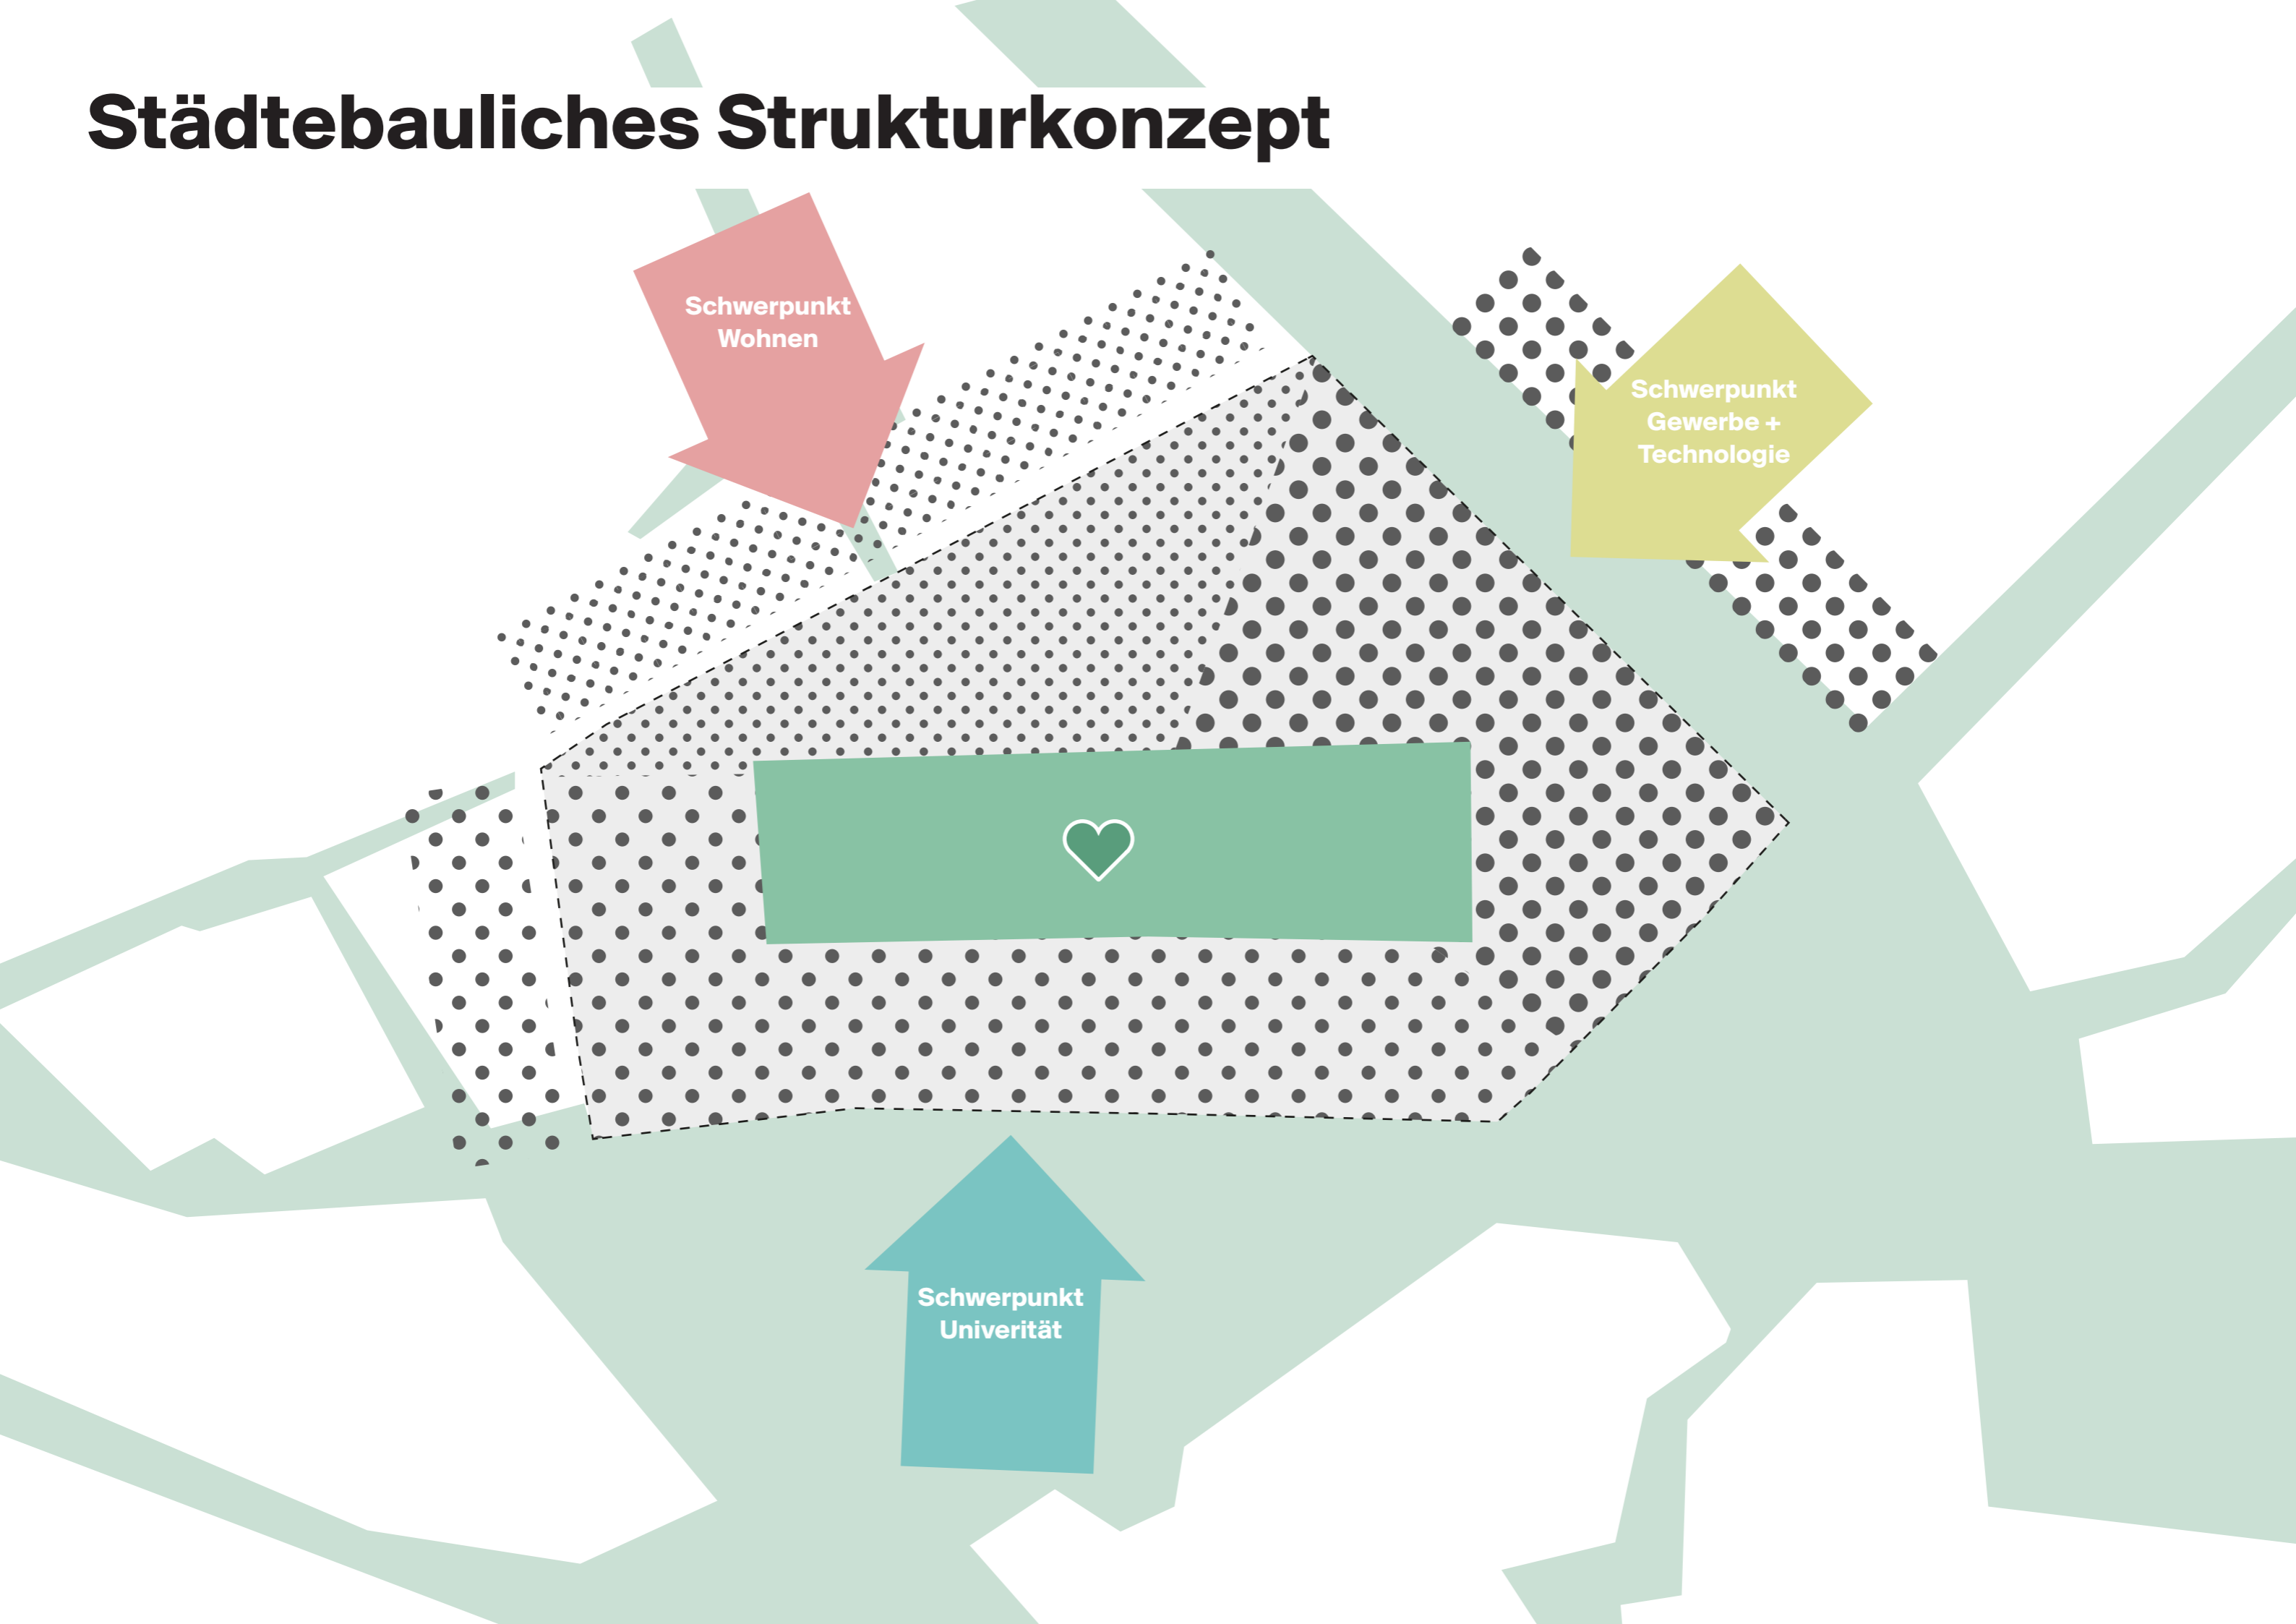 Städtebauliches Strukturkonzept
Schwerpunkt
Wohnen
Schwerpunkt
Gewerbe +
Technologie
Schwerpunkt
Univerität